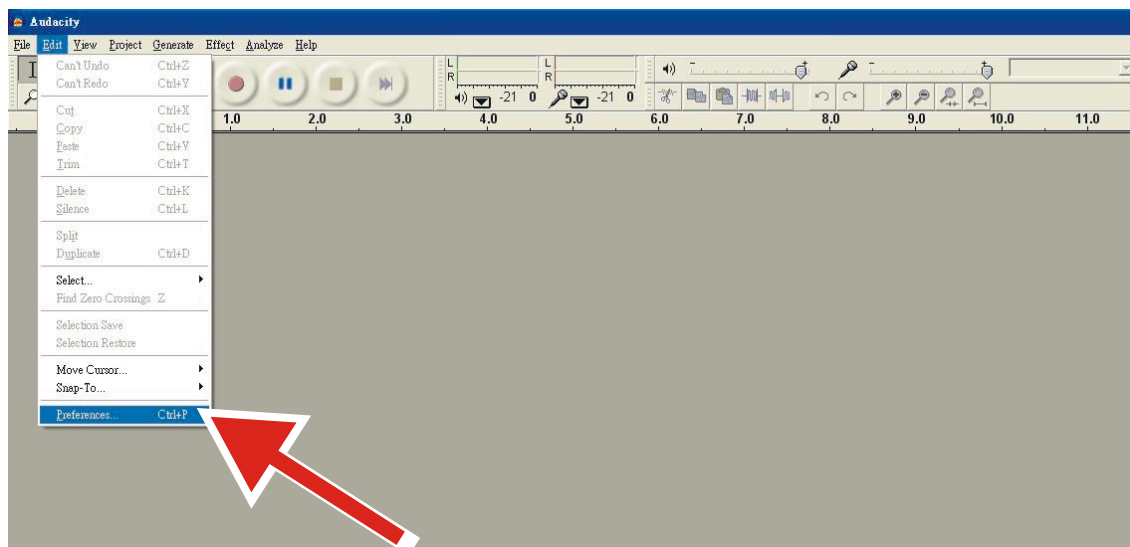 Audacity
File Edit View Project Generate Effect Analyze Help
Can't Undo Ctrl+Z
Can't Redo Ctrl+Y
Cut Ctrl+X
Copy Ctrl+C
Paste Ctrl+V
Trim Ctrl+T
Delete Ctrl+K
Silence Ctrl+L
Split
Duplicate Ctrl+D
Select...
Find Zero Crossings Z
Selection Save
Selection Restore
Move Cursor...
Snap-To...
Preferences... Ctrl+P
L L
R R
-21 0 -21 0
- + - +
1.0 2.0 3.0 4.0 5.0 6.0 7.0 8.0 9.0 10.0 11.0